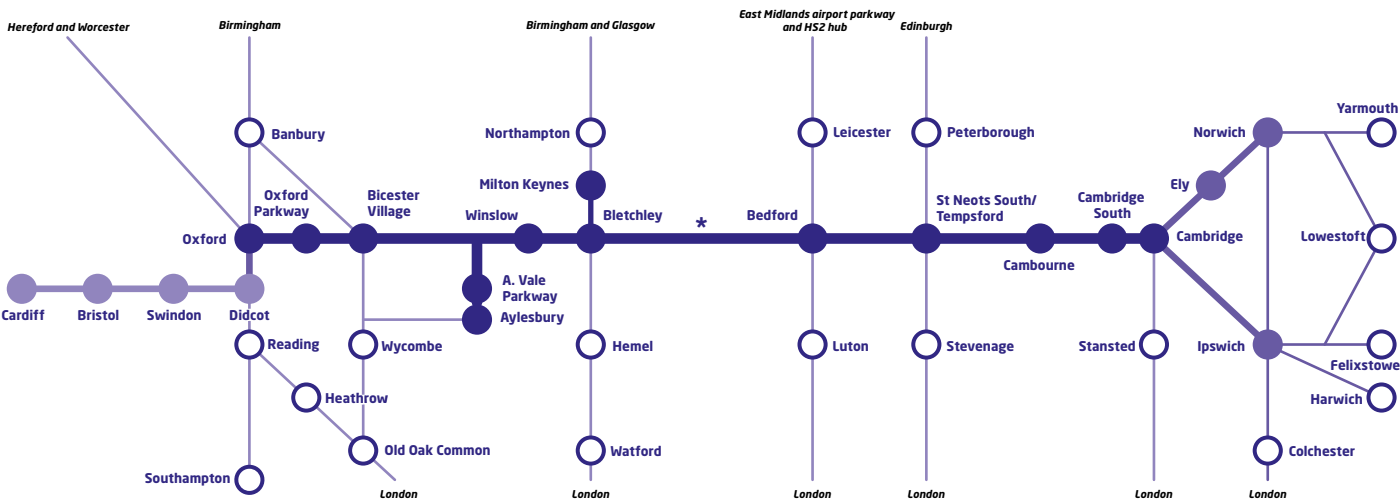 Hereford and Worcester
Birmingham
Birmingham and Glasgow
East Midlands airport parkway
and HS2 hub
Edinburgh
Yarmouth
Banbury
Northampton
Leicester
Peterborough
Norwich
Milton Keynes
Ely
Oxford
Parkway
Bicester
Village
Winslow
Bletchley
*
Bedford
St Neots South/
Tempsford
Cambridge
South
Oxford
Cambridge
Lowestoft
Cambourne
A. Vale
Parkway
Aylesbury
Cardiff
Bristol
Swindon
Didcot
Reading
Wycombe
Hemel
Luton
Stevenage
Stansted
Ipswich
Felixstowe
Heathrow
Harwich
Old Oak Common
Watford
Colchester
Southampton
London
London
London
London
London
London